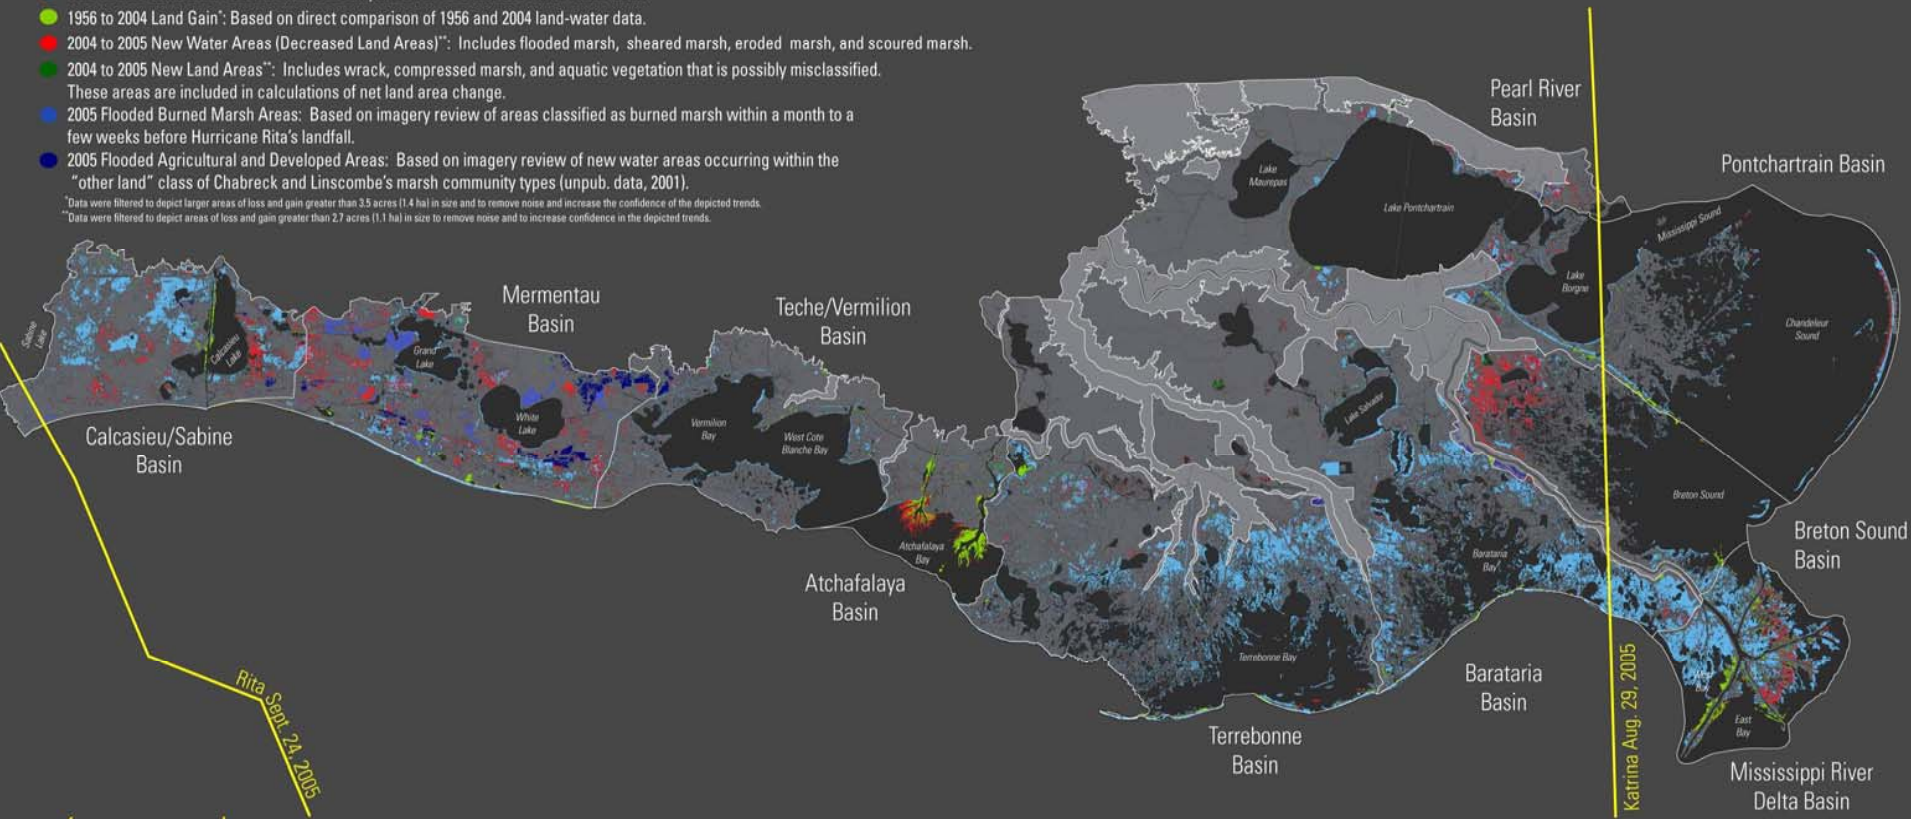 1956 to 2004 Land Gain*: Based on direct comparison of 1956 and 2004 land-water data.
2004 to 2005 New Water Areas (Decreased Land Areas)**: Includes flooded marsh, sheared marsh, eroded marsh, and scoured marsh.
2004 to 2005 New Land Areas**: Includes wrack, compressed marsh, and aquatic vegetation that is possibly misclassified.
These areas are included in calculations of net land area change.
2005 Flooded Burned Marsh Areas: Based on imagery review of areas classified as burned marsh within a month to a
few weeks before Hurricane Rita's landfall.
2005 Flooded Agricultural and Developed Areas: Based on imagery review of new water areas occurring within the
"other land" class of Chabreck and Linscombe's marsh community types (unpub. data, 2001).
*Data were filtered to depict larger areas of loss and gain greater than 3.5 acres (1.4 ha) in size and to remove noise and increase the confidence of the depicted trends.
**Data were filtered to depict areas of loss and gain greater than 2.7 acres (1.1 ha) in size to remove noise and to increase confidence in the depicted trends.
Pearl River
Basin
Pontchartrain Basin
Lake
Maurepas
Lake Pontchartrain
Mississippi Sound
Lake
Borgne
Chandeleur
Sound
Sabine
Lake
Calcasieu
Lake
Mermentau
Basin
Teche/Vermilion
Basin
Grand
Lake
White
Lake
Calcasieu/Sabine
Basin
Vermilion
Bay
West Cote
Blanche Bay
Lake Salvador
Breton Sound
Breton Sound
Basin
Atchafalaya
Bay
Atchafalaya
Basin
Barataria
Bay
Terrebonne Bay
Barataria
Basin
Terrebonne
Basin
West
Bay
East
Bay
Mississippi River
Delta Basin
Rita Sept. 24, 2005
Katrina Aug. 29, 2005